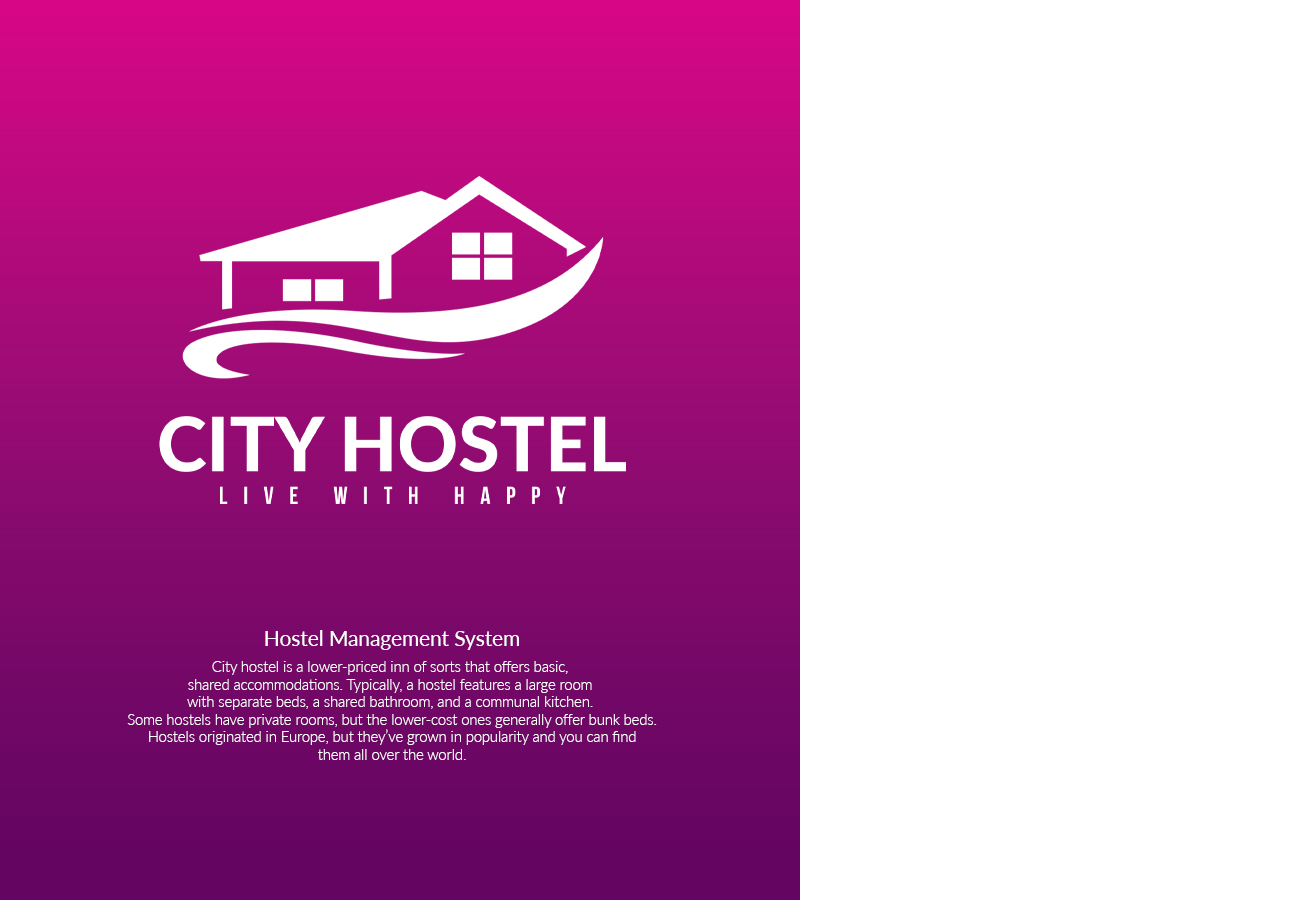 CITY HOSTEL
LIVE WITH HAPPY
Hostel Management System
City hostel is a lower-priced inn of sorts that offers basic,
shared accommodations. Typically, a hostel features a large room
with separate beds, a shared bathroom, and a communal kitchen.
Some hostels have private rooms, but the lower-cost ones generally offer bunk beds.
Hostels originated in Europe, but they’ve grown in popularity and you can find
them all over the world.